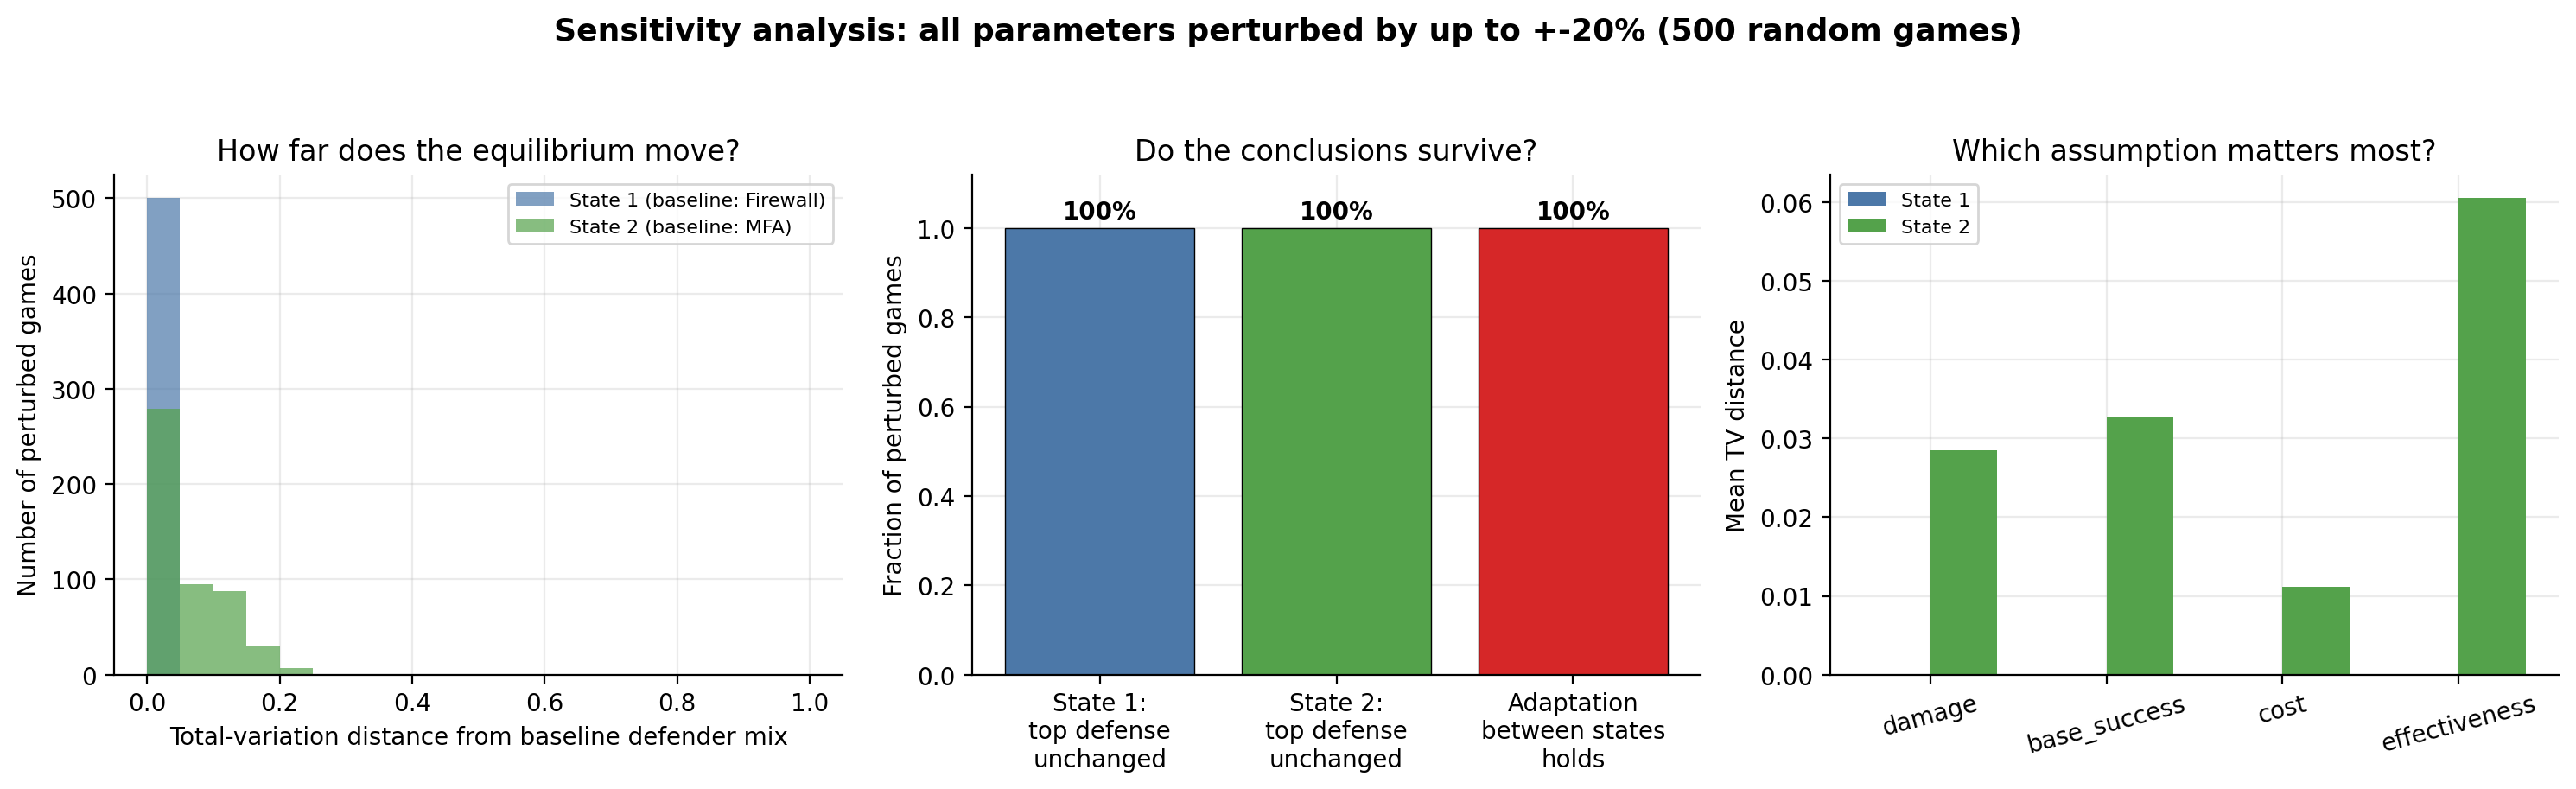 Sensitivity analysis: all parameters perturbed by up to +-20% (500 random games)
How far does the equilibrium move?
500
400
300
200
100
0
Number of perturbed games
State 1 (baseline: Firewall)
State 2 (baseline: MFA)
0.0 0.2 0.4 0.6 0.8 1.0
Total-variation distance from baseline defender mix
Do the conclusions survive?
1.0
0.8
0.6
0.4
0.2
0.0
Fraction of perturbed games
100% 100% 100%
State 1:
top defense
unchanged
State 2:
top defense
unchanged
Adaptation
between states
holds
Which assumption matters most?
0.06
0.05
0.04
0.03
0.02
0.01
0.00
Mean TV distance
State 1
State 2
damage base_success cost effectiveness